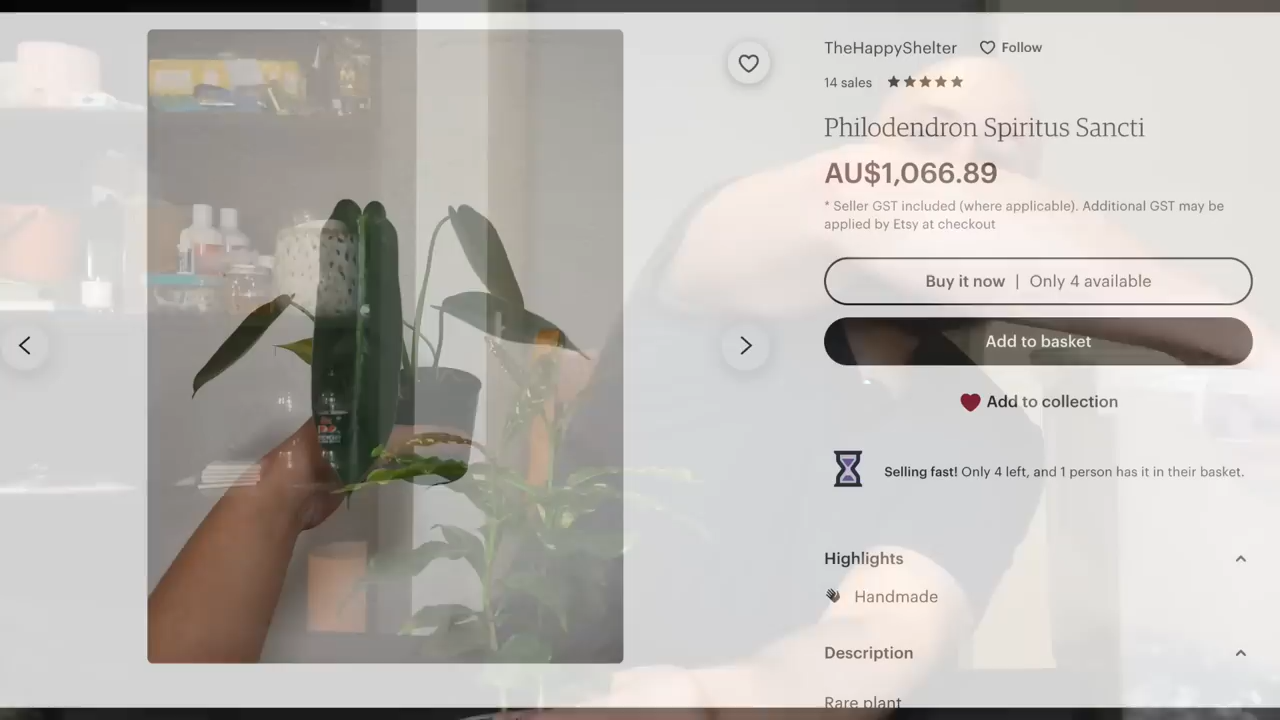 TheHappyShelter
Follow
14 sales
Philodendron Spiritus Sancti
AU$1,066.89
* Seller GST included (where applicable). Additional GST may be
applied by Etsy at checkout
Buy it now | Only 4 available
Add to basket
Add to collection
Selling fast! Only 4 left, and 1 person has it in their basket.
Highlights
Handmade
Description
Rare plant